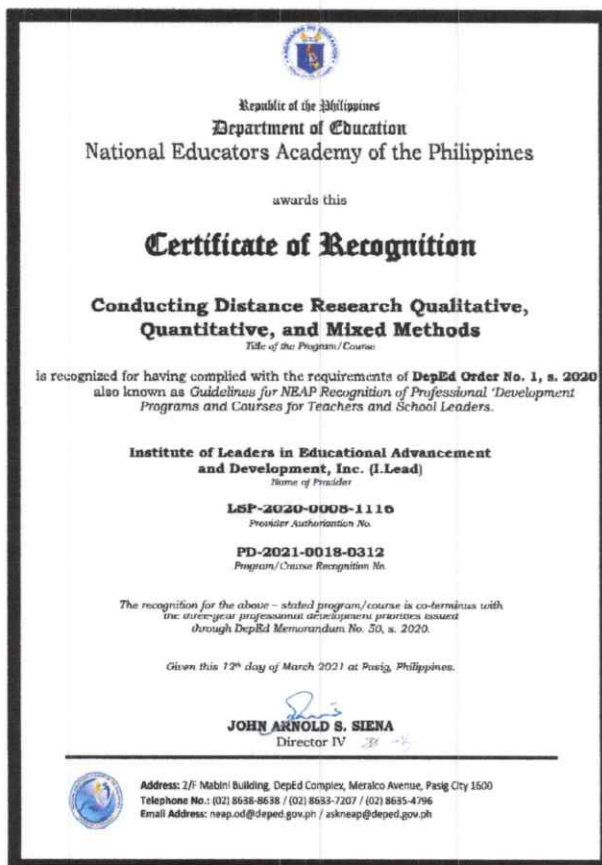 Republic of the Philippines
Department of Education
National Educators Academy of the Philippines
awards this
Certificate of Recognition
Conducting Distance Research Qualitative,
Quantitative, and Mixed Methods
Title of the Program/Course
is recognized for having complied with the requirements of DepEd Order No. 1, s. 2020
also known as Guidelines for NEAP Recognition of Professional 'Development
Programs and Courses for Teachers and School Leaders.
Institute of Leaders in Educational Advancement
and Development, Inc. (I.Lead)
Name of Provider
LSP-2020-0008-1116
Provider Authorization No.
PD-2021-0018-0312
Program/Course Recognition No.
The recognition for the above – stated program/course is co-terminus with
the three-year professional development priorities issued
through DepEd Memorandum No. 50, s. 2020.
Given this 12th day of March 2021 at Pasig, Philippines.
JOHN ARNOLD S. SIENA
Director IV
Address: 2/F Mabini Building, DepEd Complex, Meralco Avenue, Pasig City 1600
Telephone No.: (02) 8638-8638 / (02) 8633-7207 / (02) 8635-4796
Email Address: neap.od@deped.gov.ph / askneap@deped.gov.ph